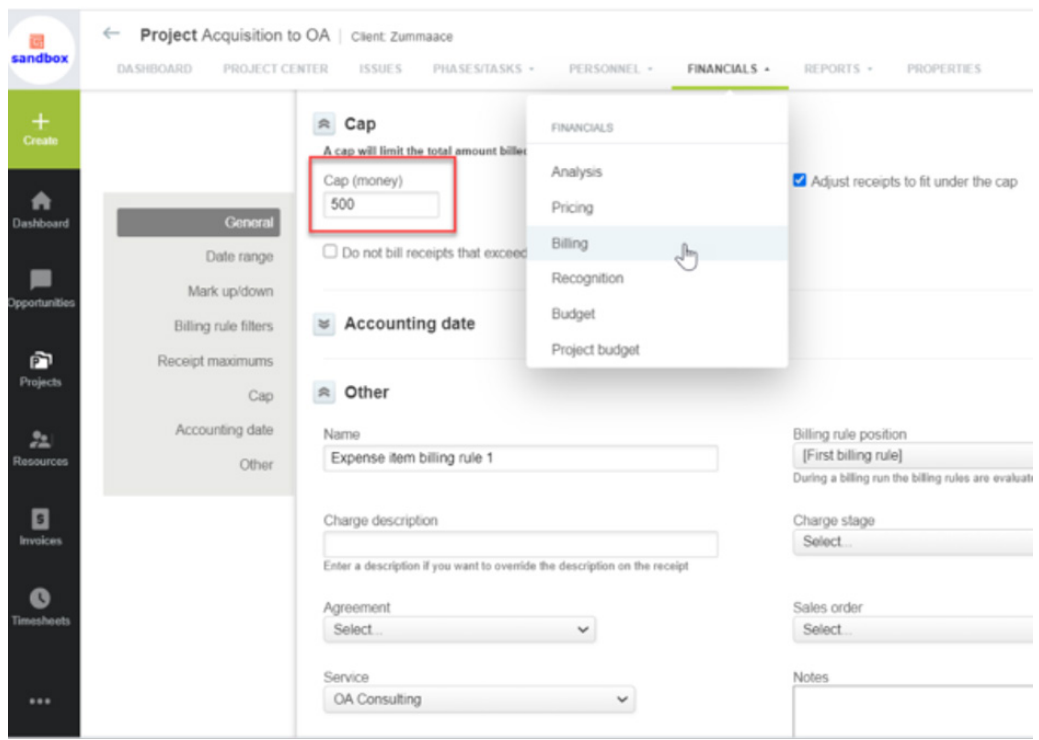 sandbox
Project Acquisition to OA | Client: Zummaace
DASHBOARD PROJECT CENTER ISSUES PHASES/TASKS PERSONNEL FINANCIALS REPORTS PROPERTIES
Create
Dashboard
Opportunities
Projects
Resources
Invoices
Timesheets
General
Date range
Mark up/down
Billing rule filters
Receipt maximums
Cap
Accounting date
Other
Cap
A cap will limit the total amount billed
Cap (money)
500
Adjust receipts to fit under the cap
Do not bill receipts that exceed
FINANCIALS
Analysis
Pricing
Billing
Recognition
Budget
Project budget
Accounting date
Other
Name
Expense item billing rule 1
Billing rule position
[First billing rule]
During a billing run the billing rules are evaluate
Charge description
Enter a description if you want to override the description on the receipt
Charge stage
Select...
Agreement
Select...
Sales order
Select...
Service
OA Consulting
Notes